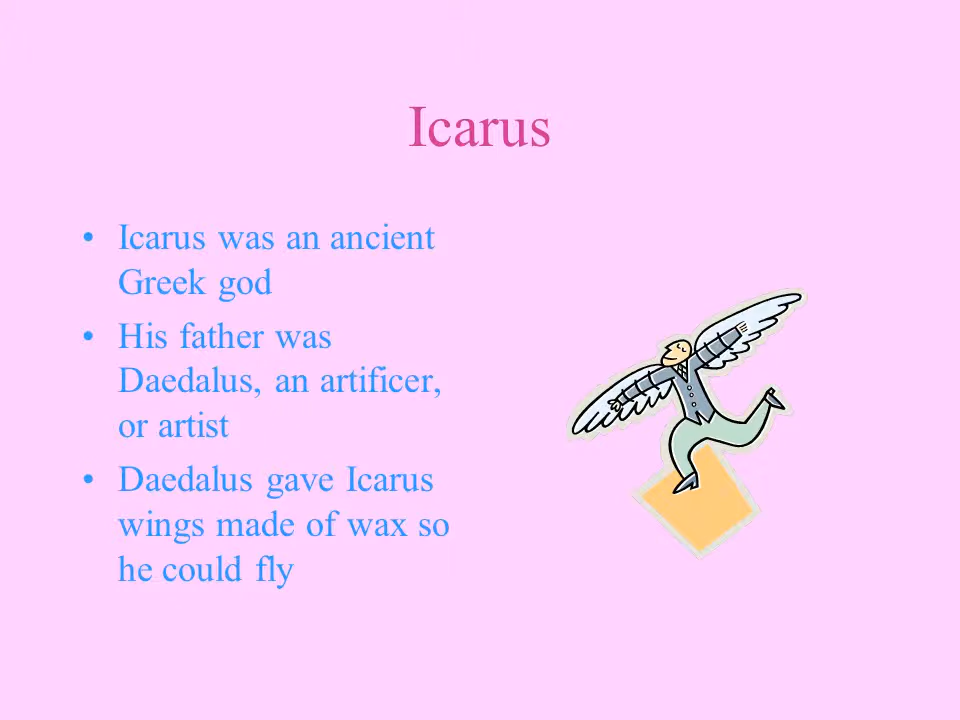 Icarus
• Icarus was an ancient
Greek god
• His father was
Daedalus, an artificer,
or artist
• Daedalus gave Icarus
wings made of wax so
he could fly